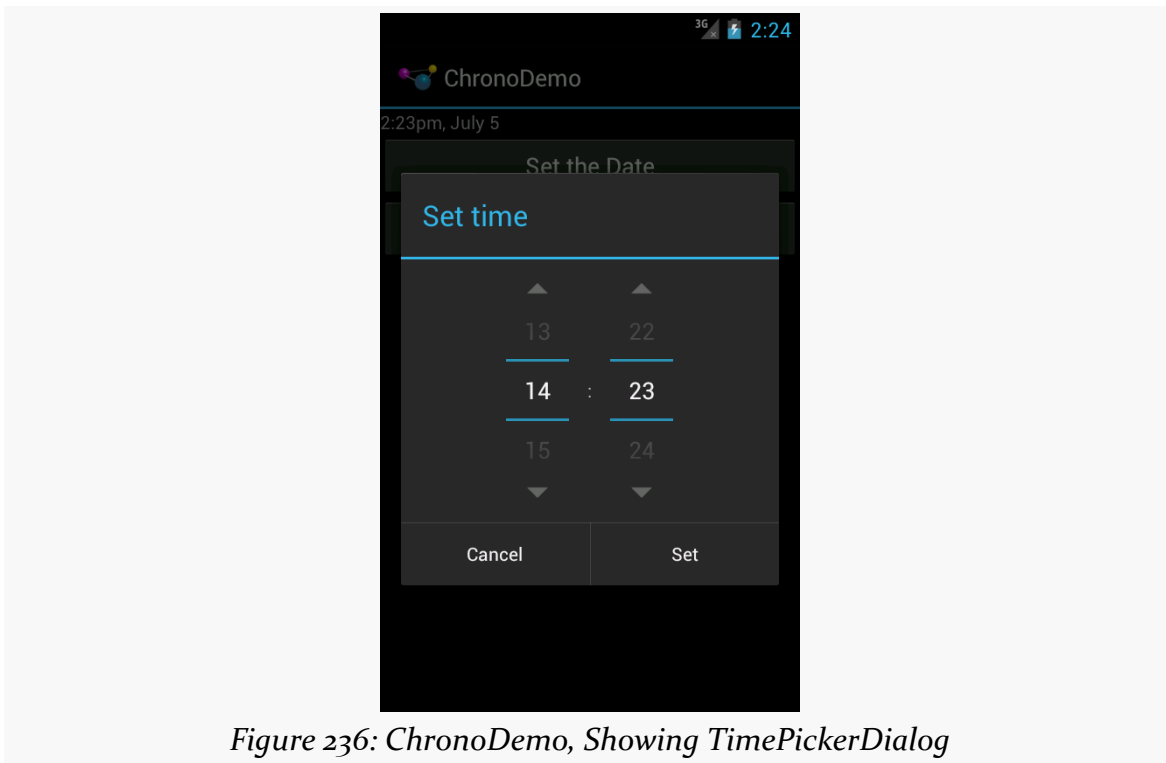 3G 2:24
ChronoDemo
2:23pm, July 5
Set the Date
Set time
13 22
14 : 23
15 24
Cancel Set
Figure 236: ChronoDemo, Showing TimePickerDialog